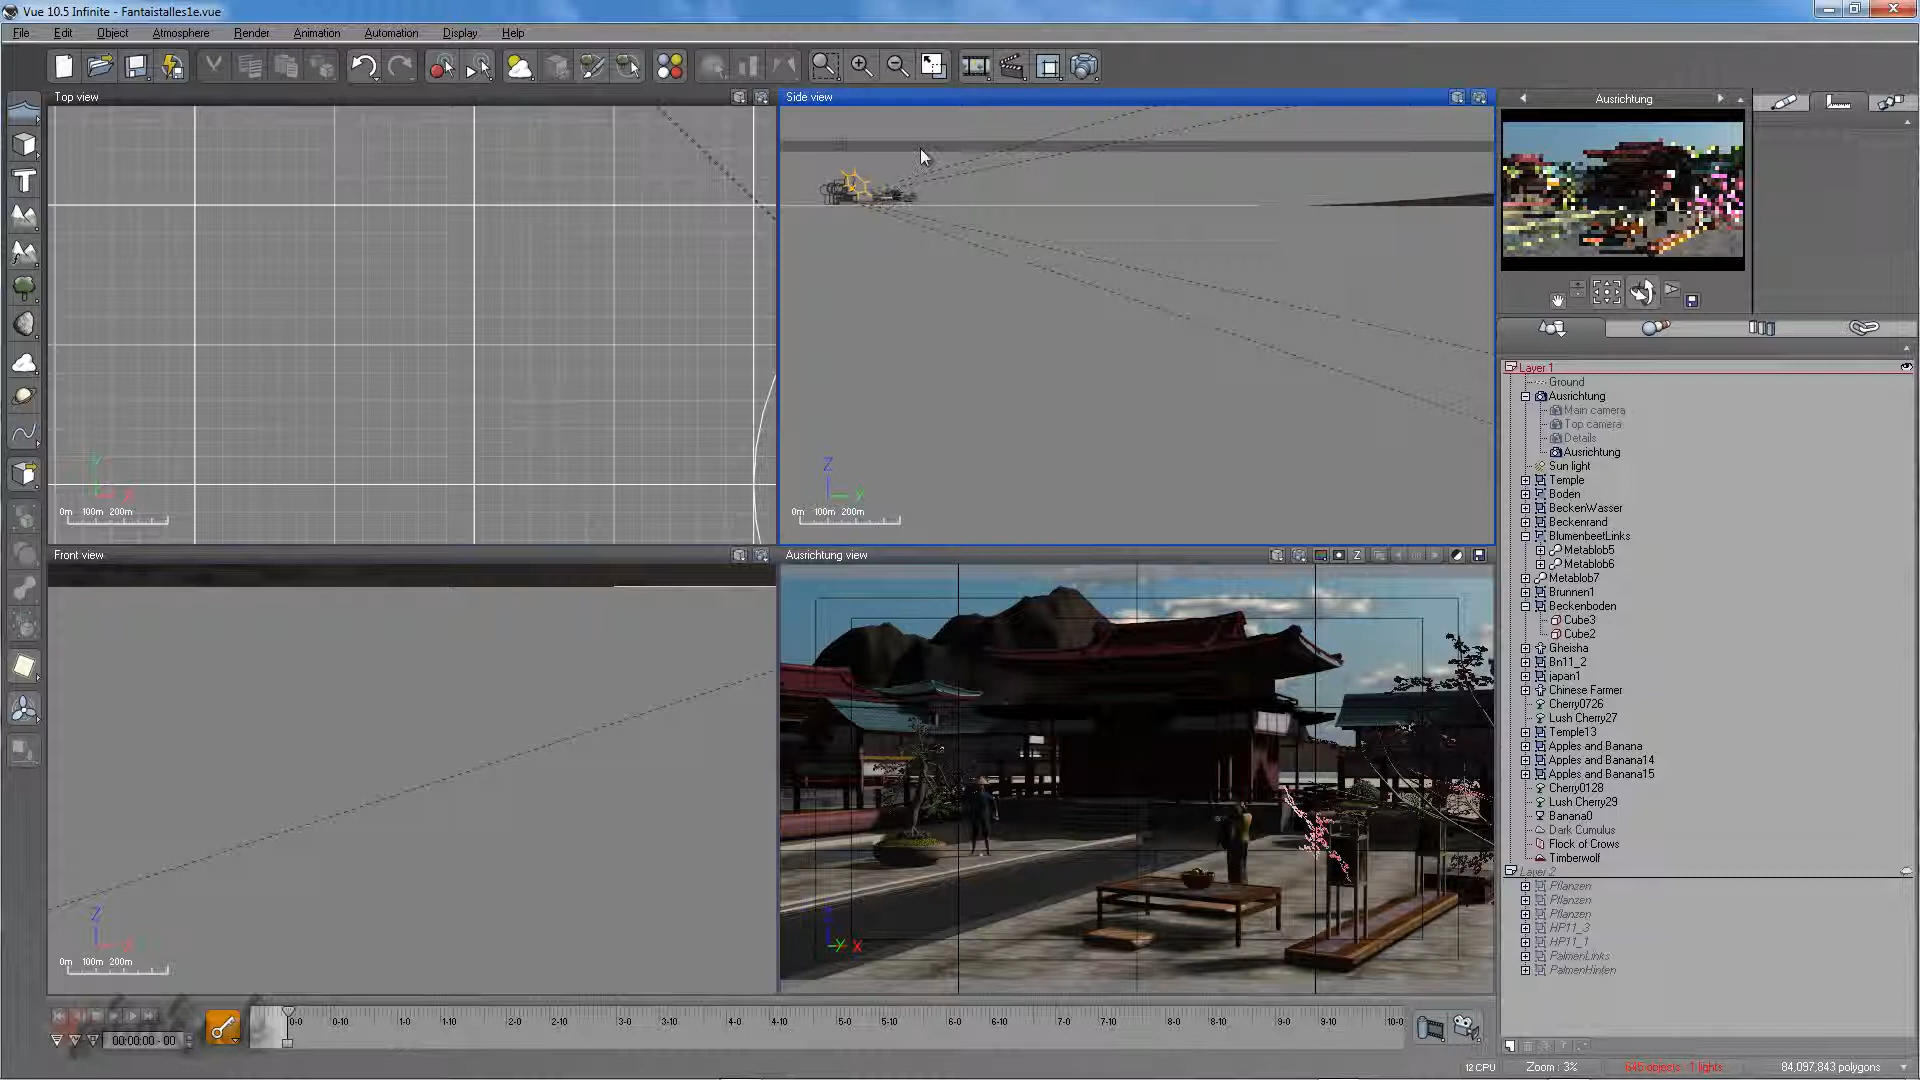 Vue 10.5 Infinite - Fantaistalles1e.vue
File Edit Object Atmosphere Render Animation Automation Display Help
Top view
Side view
Ausrichtung
0m 100m 200m
Z
Y
0m 100m 200m
Front view
Ausrichtung view
Z
Z
0m 100m 200m
Y X
Layer 1
Ground
Ausrichtung
Main camera
Top camera
Details
Ausrichtung
Sun light
Temple
Boden
BeckenWasser
Beckenrand
BlumenbeetLinks
Metablob5
Metablob6
Metablob7
Brunnen1
Beckenboden
Cube3
Cube2
Gheisha
Bn11_2
japan1
Chinese Farmer
Cherry0726
Lush Cherry27
Temple13
Apples and Banana
Apples and Banana14
Apples and Banana15
Cherry0128
Lush Cherry29
Banana0
Dark Cumulus
Flock of Crows
Timberwolf
Layer 2
Pflanzen
Pflanzen
Pflanzen
HP11_3
HP11_1
PalmenLinks
PalmenHinten
0-0 0-10 1-0 1-10 2-0 2-10 3-0 3-10 4-0 4-10 5-0 5-10 6-0 6-10 7-0 7-10 8-0 8-10 9-0 9-10 10-0
00:00:00 - 00
12 CPU
Zoom : 3%
645 objects 1 lights
84,097,843 polygons